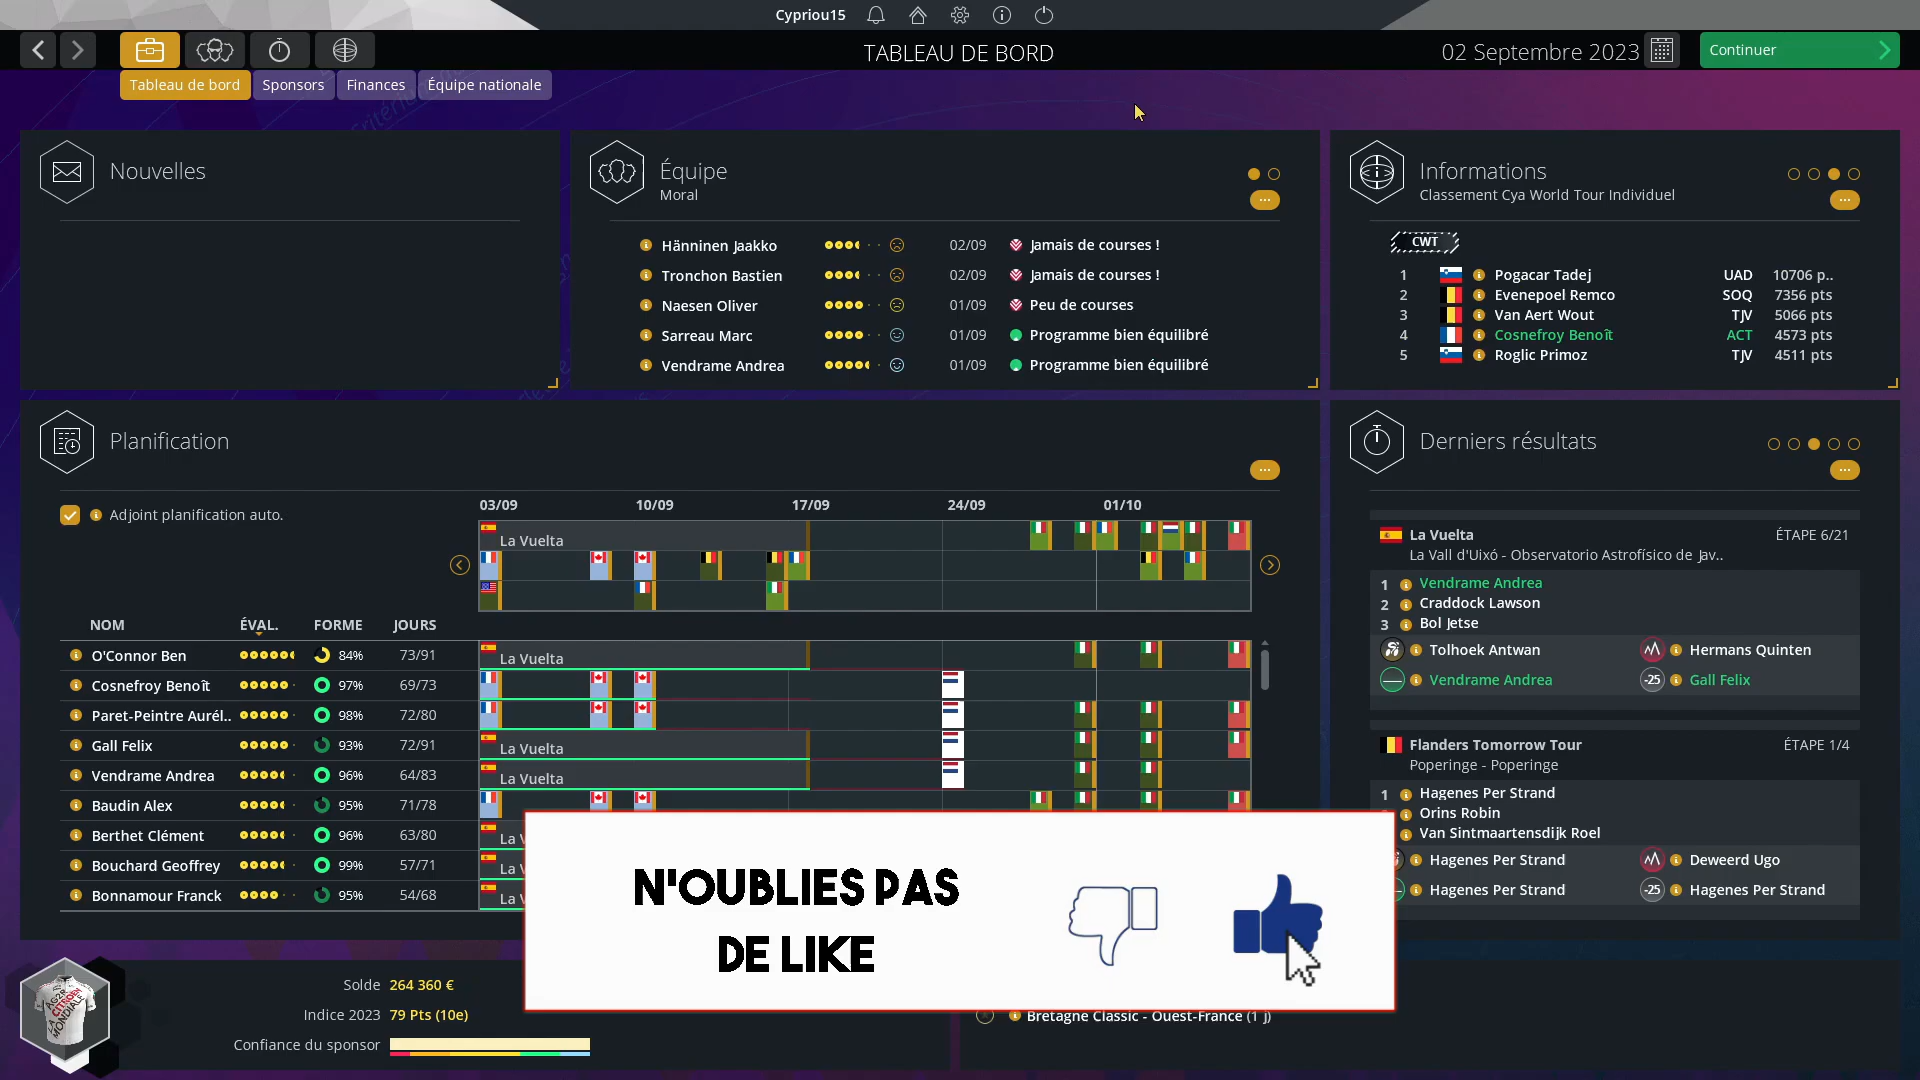 Cypriou15
TABLEAU DE BORD
02 Septembre 2023
Continuer
Tableau de bord
Sponsors
Finances
Équipe nationale
Nouvelles
Équipe
Moral
Hänninen Jaakko 02/09 Jamais de courses !
Tronchon Bastien 02/09 Jamais de courses !
Naesen Oliver 01/09 Peu de courses
Sarreau Marc 01/09 Programme bien équilibré
Vendrame Andrea 01/09 Programme bien équilibré
Informations
Classement Cya World Tour Individuel
CWT
1 Pogacar Tadej UAD 10706 p..
2 Evenepoel Remco SOQ 7356 pts
3 Van Aert Wout TJV 5066 pts
4 Cosnefroy Benoît ACT 4573 pts
5 Roglic Primoz TJV 4511 pts
Planification
Adjoint planification auto.
03/09 10/09 17/09 24/09 01/10
La Vuelta
NOM ÉVAL. FORME JOURS
O'Connor Ben 84% 73/91 La Vuelta
Cosnefroy Benoît 97% 69/73
Paret-Peintre Aurél.. 98% 72/80
Gall Felix 93% 72/91 La Vuelta
Vendrame Andrea 96% 64/83 La Vuelta
Baudin Alex 95% 71/78
Berthet Clément 96% 63/80 La V
Bouchard Geoffrey 99% 57/71 La V
Bonnamour Franck 95% 54/68 La V
Derniers résultats
La Vuelta ÉTAPE 6/21
La Vall d'Uixó - Observatorio Astrofísico de Jav..
1 Vendrame Andrea
2 Craddock Lawson
3 Bol Jetse
Tolhoek Antwan Hermans Quinten
Vendrame Andrea -25 Gall Felix
Flanders Tomorrow Tour ÉTAPE 1/4
Poperinge - Poperinge
1 Hagenes Per Strand
Orins Robin
Van Sintmaartensdijk Roel
Hagenes Per Strand Deweerd Ugo
Hagenes Per Strand -25 Hagenes Per Strand
N'OUBLIES PAS
DE LIKE
AG2R
CITROËN
MONDIALE
Solde 264 360 €
Indice 2023 79 Pts (10e)
Confiance du sponsor
Bretagne Classic - Ouest-France (1 j)